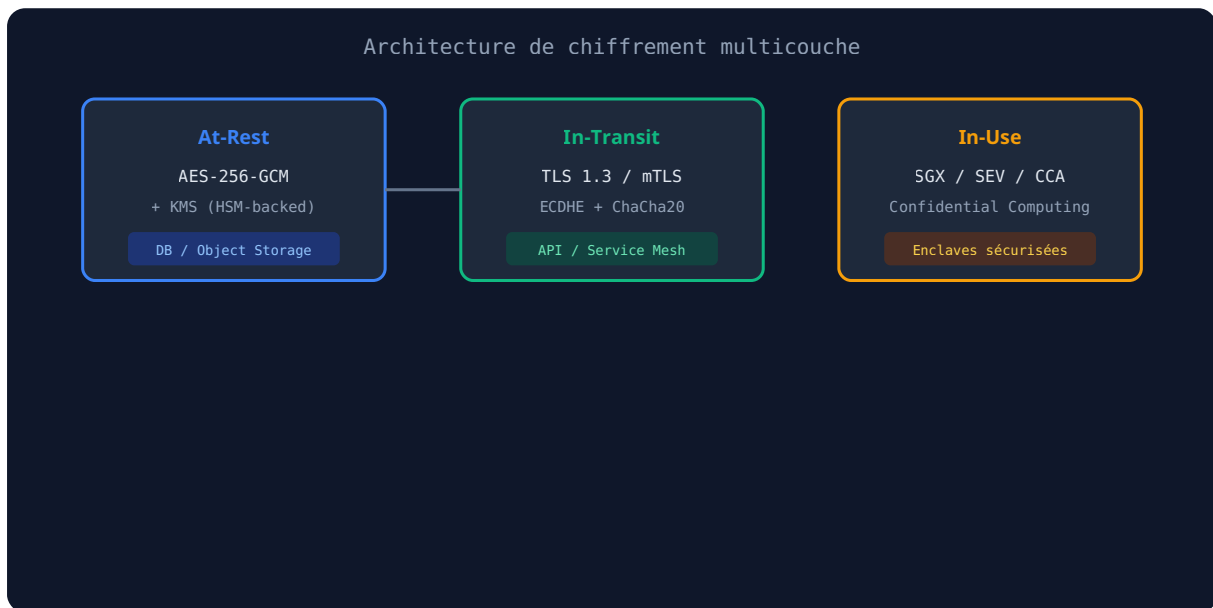 Architecture de chiffrement multicouche
At-Rest
AES-256-GCM
+ KMS (HSM-backed)
DB / Object Storage
In-Transit
TLS 1.3 / mTLS
ECDHE + ChaCha20
API / Service Mesh
In-Use
SGX / SEV / CCA
Confidential Computing
Enclaves sécurisées